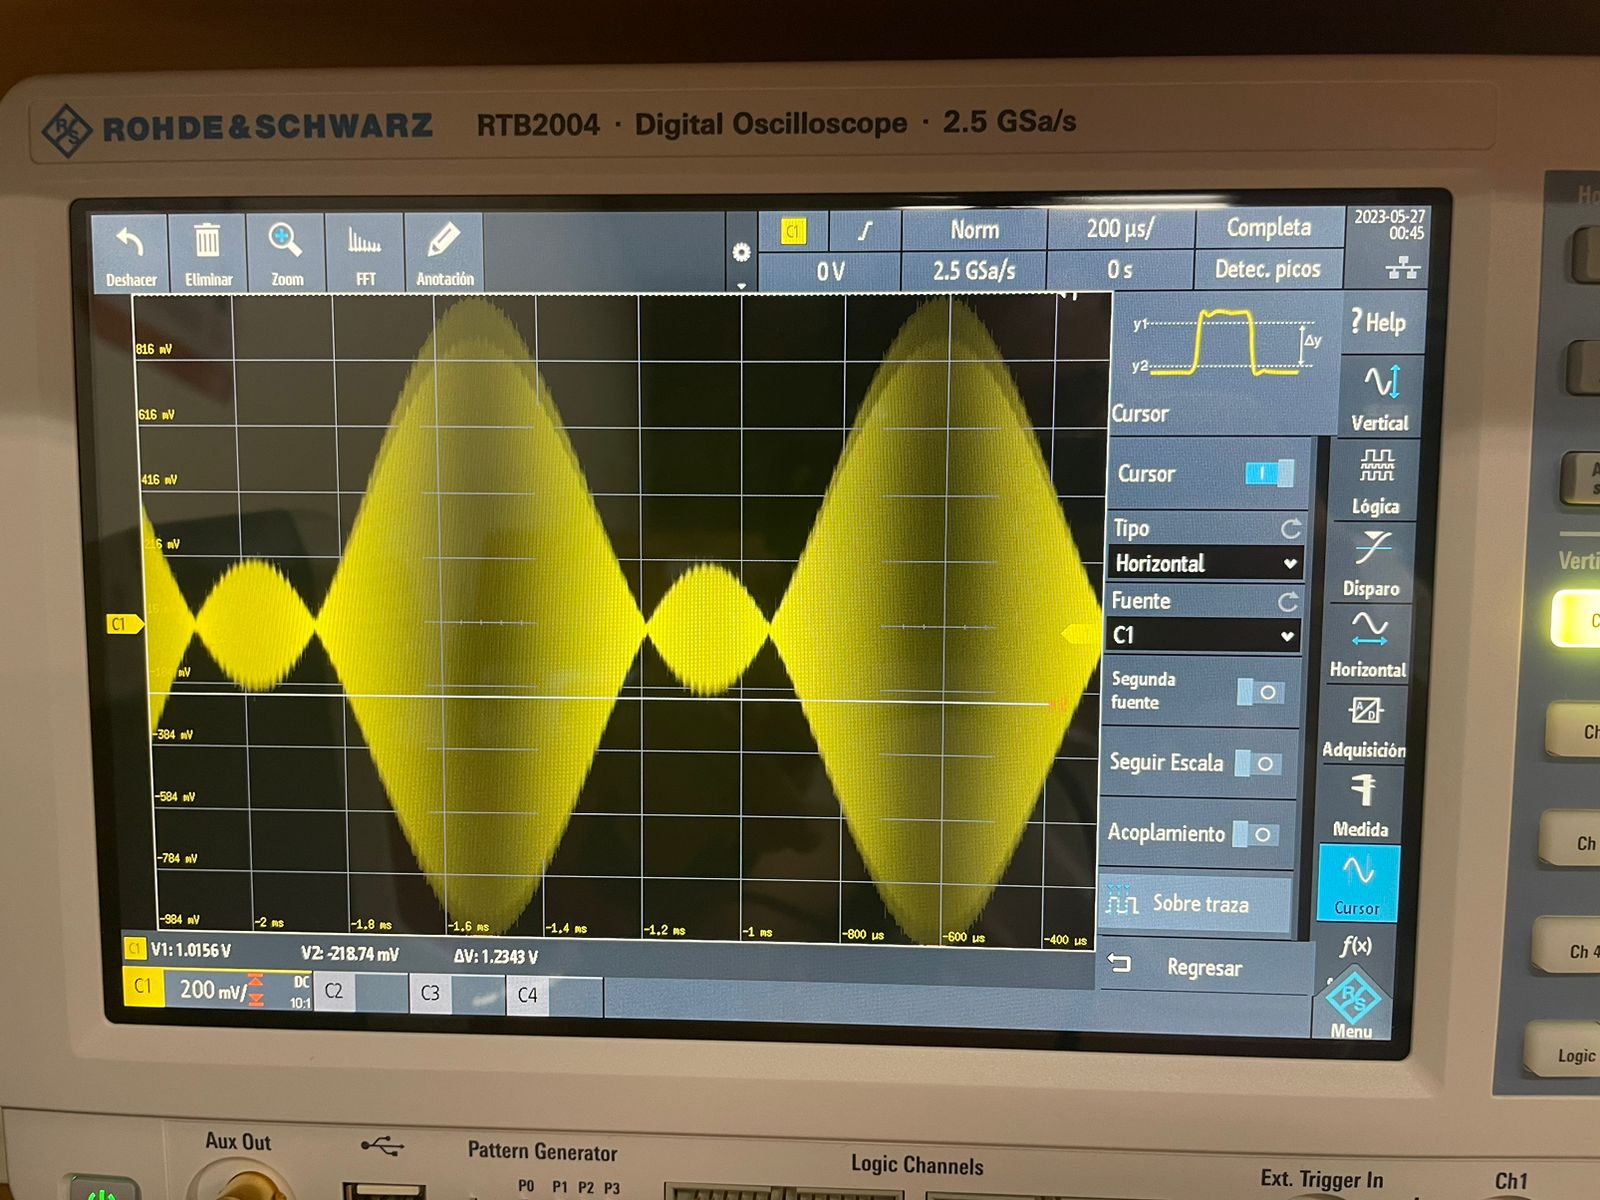 ROHDE&SCHWARZ RTB2004 · Digital Oscilloscope · 2.5 GSa/s
Deshacer Eliminar Zoom FFT Anotación
C1 Norm 200 µs/ Completa 2023-05-27
00:45
0 V 2.5 GSa/s 0 s Detec. picos
816 mV
616 mV
416 mV
216 mV
C1
-384 mV
-584 mV
-784 mV
-984 mV -2 ms -1.8 ms -1.6 ms -1.4 ms -1.2 ms -1 ms -800 µs -600 µs -400 µs
y1
Δy
y2
Cursor
Cursor
Tipo
Horizontal
Fuente
C1
Segunda
fuente
Seguir Escala
Acoplamiento
Sobre traza
Regresar
? Help
Vertical
Lógica
Disparo
Horizontal
A
D
Adquisición
Medida
Cursor
f(x)
R&S
Menu
C1 V1: 1.0156 V V2: -218.74 mV ΔV: 1.2343 V
C1 200 mV/ DC
10:1
C2 C3 C4
Ch
Ch
Ch 4
Logic
Aux Out Pattern Generator Logic Channels Ext. Trigger In Ch1
P0 P1 P2 P3